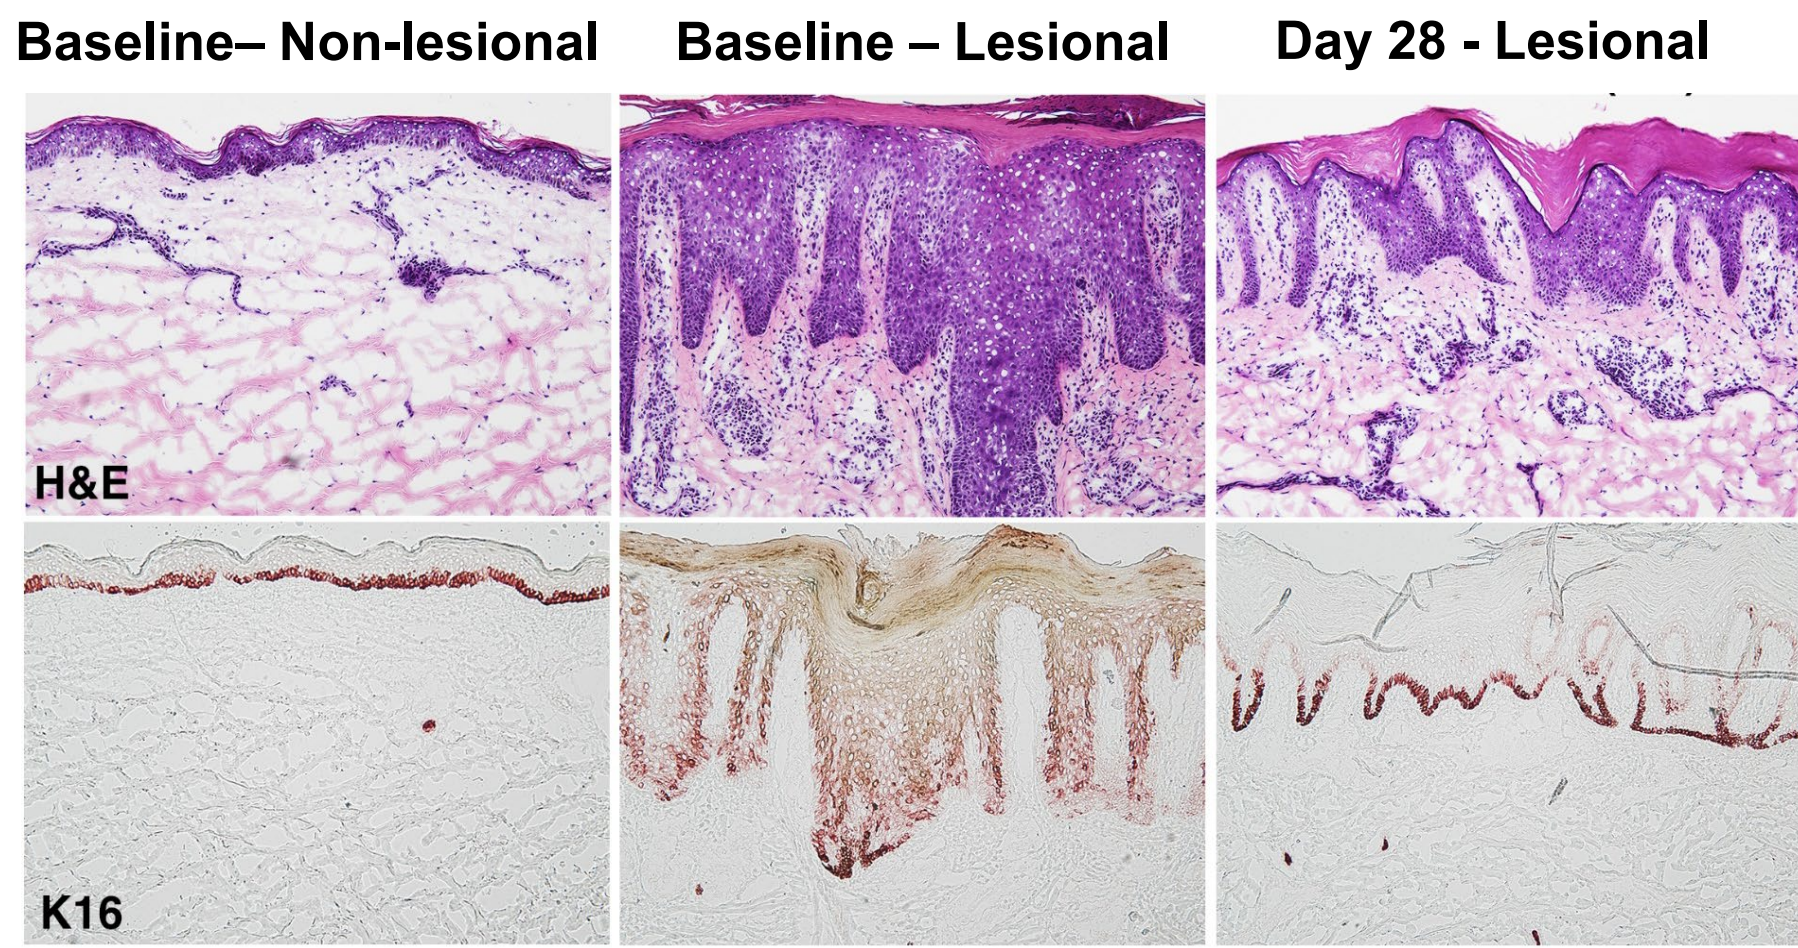 Baseline– Non-lesional
Baseline – Lesional
Day 28 - Lesional
H&E
K16